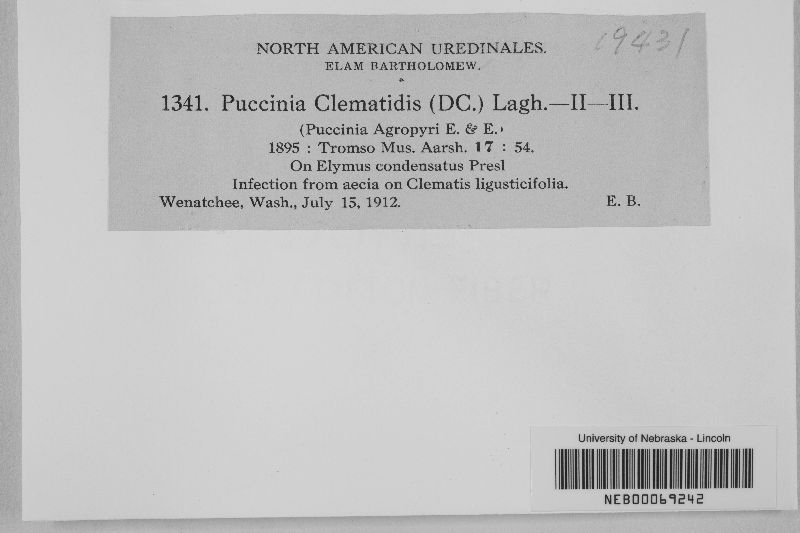 NORTH AMERICAN UREDINALES.
19431
ELAM BARTHOLOMEW.
1341. Puccinia Clematidis (DC.) Lagh.—II—III.
(Puccinia Agropyri E. & E.)
1895 : Tromso Mus. Aarsh. 17 : 54.
On Elymus condensatus Presl
Infection from aecia on Clematis ligusticifolia.
Wenatchee, Wash., July 15, 1912. E. B.
University of Nebraska - Lincoln
NEB00069242